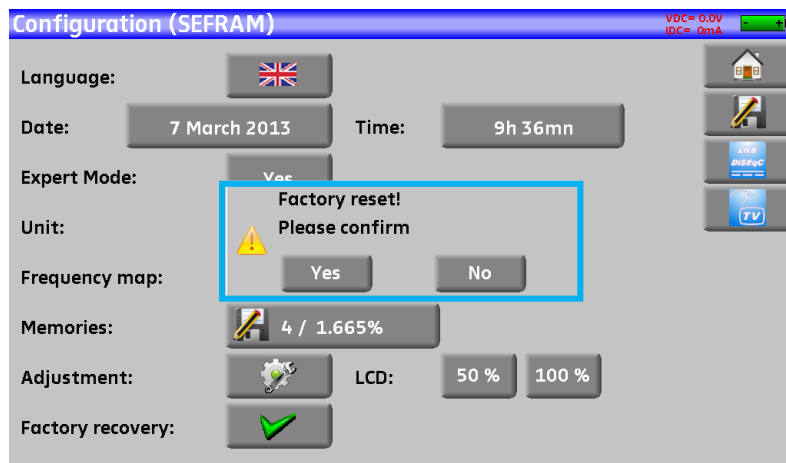 Configuration (SEFRAM)
VDC= 0.0V
IDC= 0mA
- +
Language:
Date: 7 March 2013 Time: 9h 36mn
LNB
DiSEqC
Expert Mode: Yes
Factory reset!
Unit: Please confirm
TV
Frequency map: Yes No
Memories: 4 / 1.665%
Adjustment: LCD: 50 % 100 %
Factory recovery: